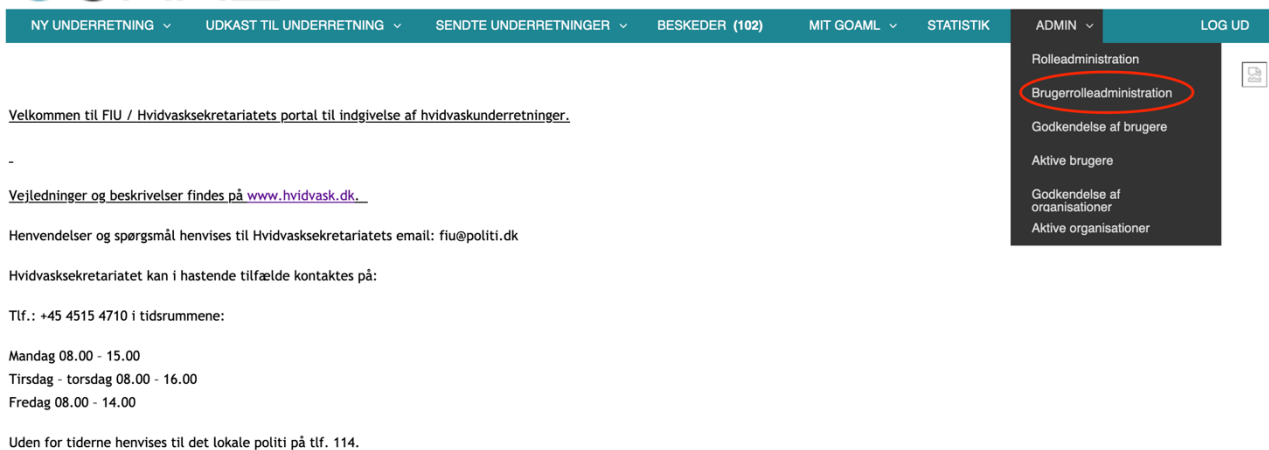 NY UNDERRETNING
UDKAST TIL UNDERRETNING
SENDTE UNDERRETNINGER
BESKEDER (102)
MIT GOAML
STATISTIK
ADMIN
LOG UD
Rolleadministration
Brugerrolleadministration
Godkendelse af brugere
Aktive brugere
Godkendelse af
organisationer
Aktive organisationer
Velkommen til FIU / Hvidvasksekretariatets portal til indgivelse af hvidvaskunderretninger.
Vejledninger og beskrivelser findes på www.hvidvask.dk.
Henvendelser og spørgsmål henvises til Hvidvasksekretariatets email: fiu@politi.dk
Hvidvasksekretariatet kan i hastende tilfælde kontaktes på:
Tlf.: +45 4515 4710 i tidsrummene:
Mandag 08.00 - 15.00
Tirsdag - torsdag 08.00 - 16.00
Fredag 08.00 - 14.00
Uden for tiderne henvises til det lokale politi på tlf. 114.